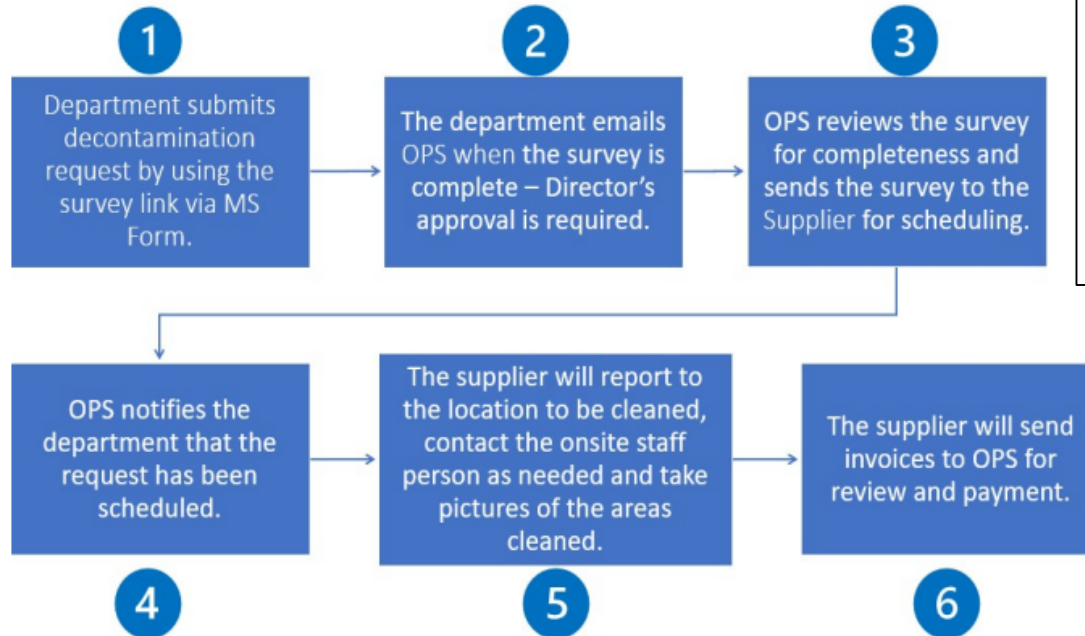 1
Department submits
decontamination
request by using the
survey link via MS
Form.
2
The department emails
OPS when the survey is
complete – Director’s
approval is required.
3
OPS reviews the survey
for completeness and
sends the survey to the
Supplier for scheduling.
OPS notifies the
department that the
request has been
scheduled.
4
The supplier will report to
the location to be cleaned,
contact the onsite staff
person as needed and take
pictures of the areas
cleaned.
5
The supplier will send
invoices to OPS for
review and payment.
6